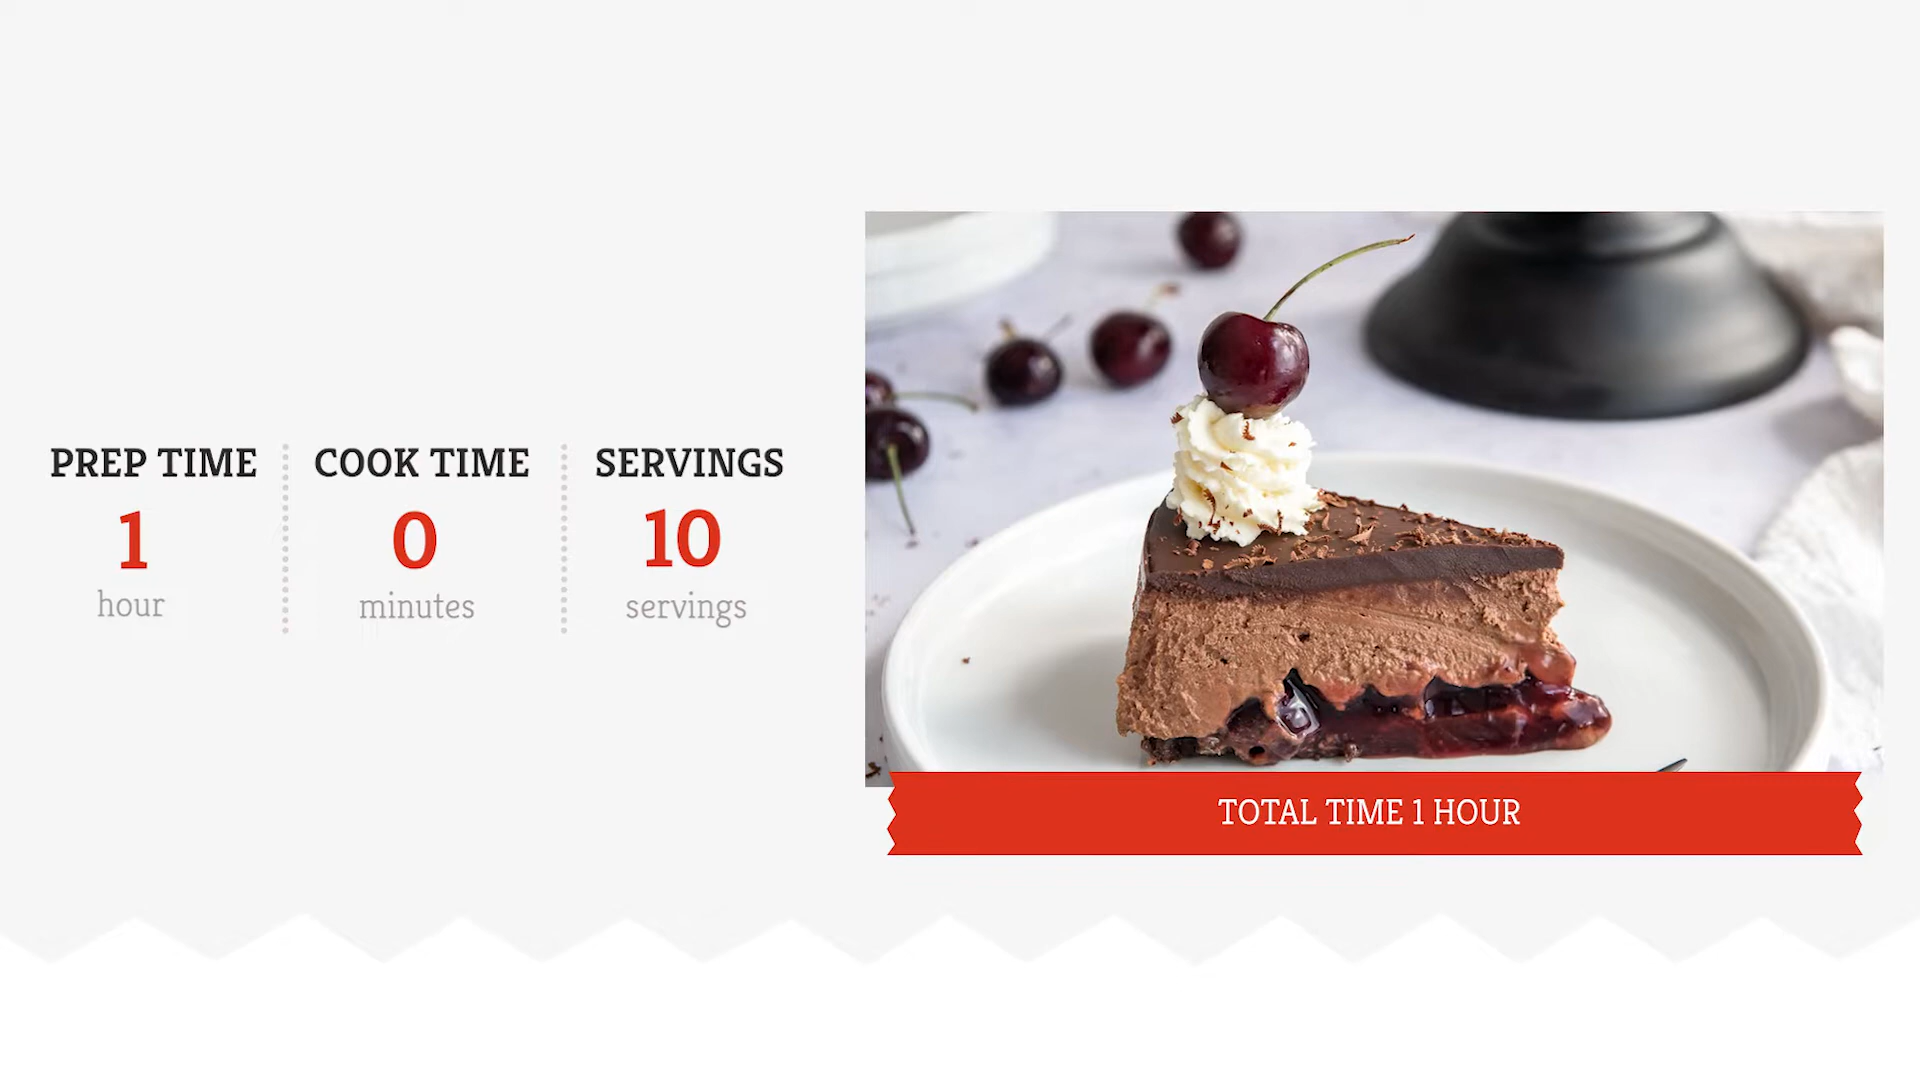 PREP TIME
1
hour
COOK TIME
0
minutes
SERVINGS
10
servings
TOTAL TIME 1 HOUR